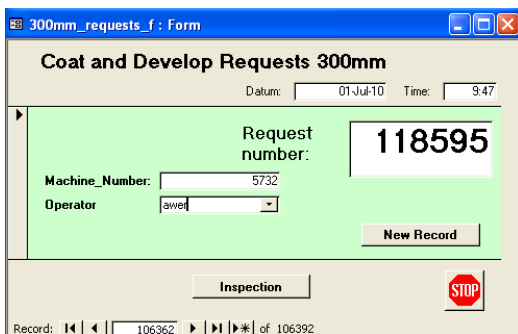 300mm_requests_f : Form
Coat and Develop Requests 300mm
Datum: 01-Jul-10 Time: 9:47
Request number: 118595
Machine_Number: 5732
Operator awer
New Record
Inspection STOP
Record: 106362 of 106392